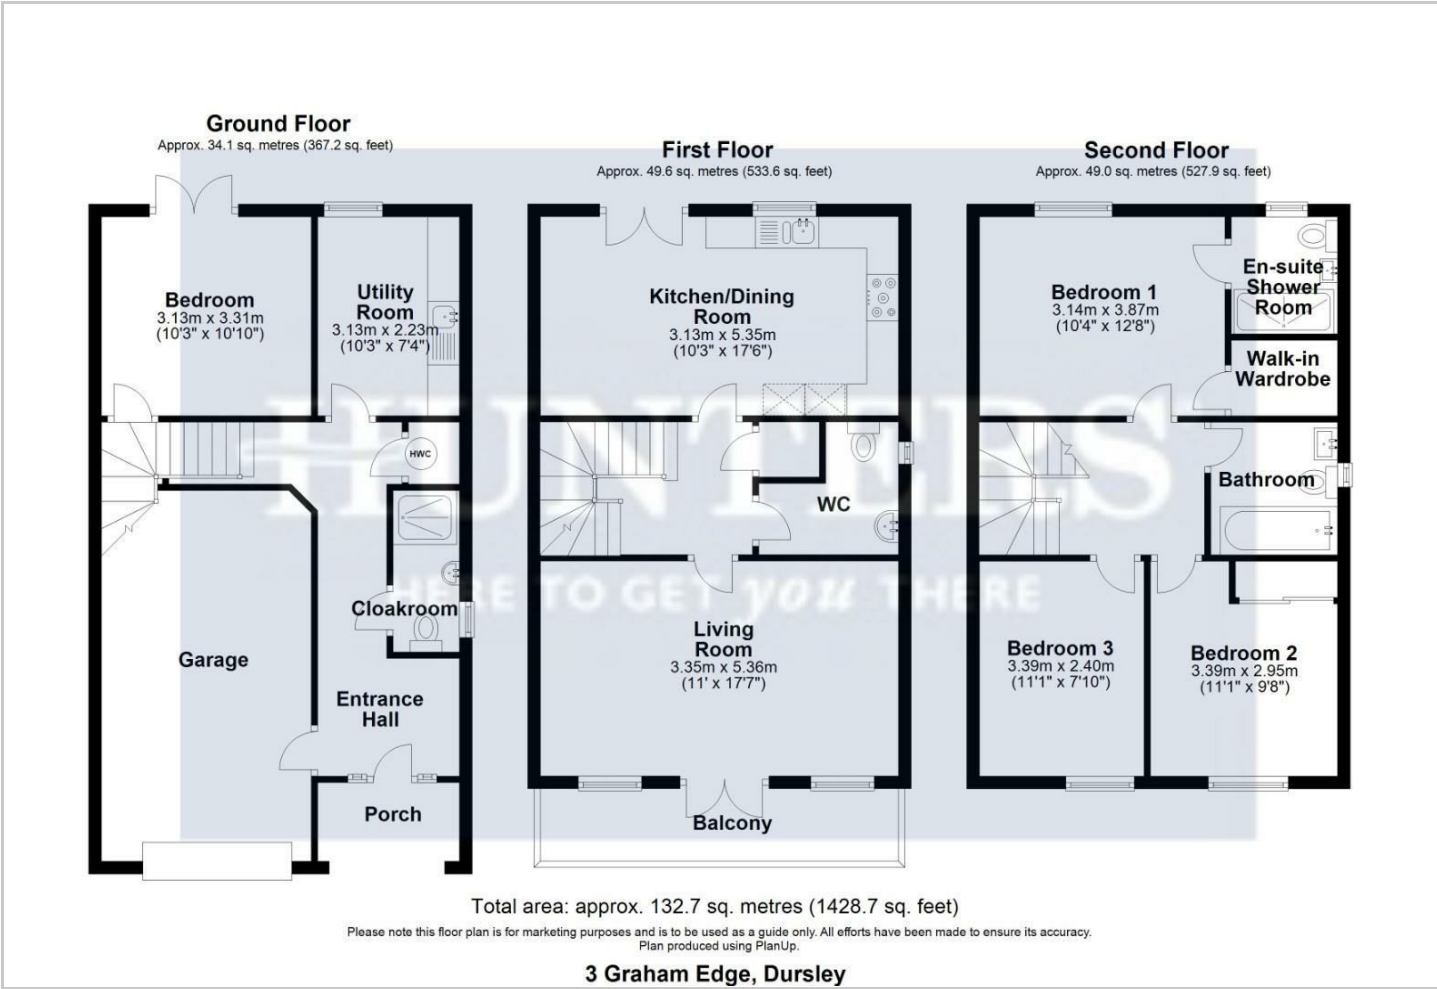 Ground Floor
Approx. 34.1 sq. metres (367.2 sq. feet)
First Floor
Approx. 49.6 sq. metres (533.6 sq. feet)
Second Floor
Approx. 49.0 sq. metres (527.9 sq. feet)
Bedroom
3.13m x 3.31m
(10'3" x 10'10")
Utility
Room
3.13m x 2.23m
(10'3" x 7'4")
HWC
Cloakroom
Garage
Entrance
Hall
Porch
Kitchen/Dining
Room
3.13m x 5.35m
(10'3" x 17'6")
WC
Living
Room
3.35m x 5.36m
(11' x 17'7")
Balcony
Bedroom 1
3.14m x 3.87m
(10'4" x 12'8")
En-suite
Shower
Room
Walk-in
Wardrobe
Bathroom
Bedroom 3
3.39m x 2.40m
(11'1" x 7'10")
Bedroom 2
3.39m x 2.95m
(11'1" x 9'8")
HUNTERS
HERE TO GET you THERE
Total area: approx. 132.7 sq. metres (1428.7 sq. feet)
Please note this floor plan is for marketing purposes and is to be used as a guide only. All efforts have been made to ensure its accuracy.
Plan produced using PlanUp.
3 Graham Edge, Dursley